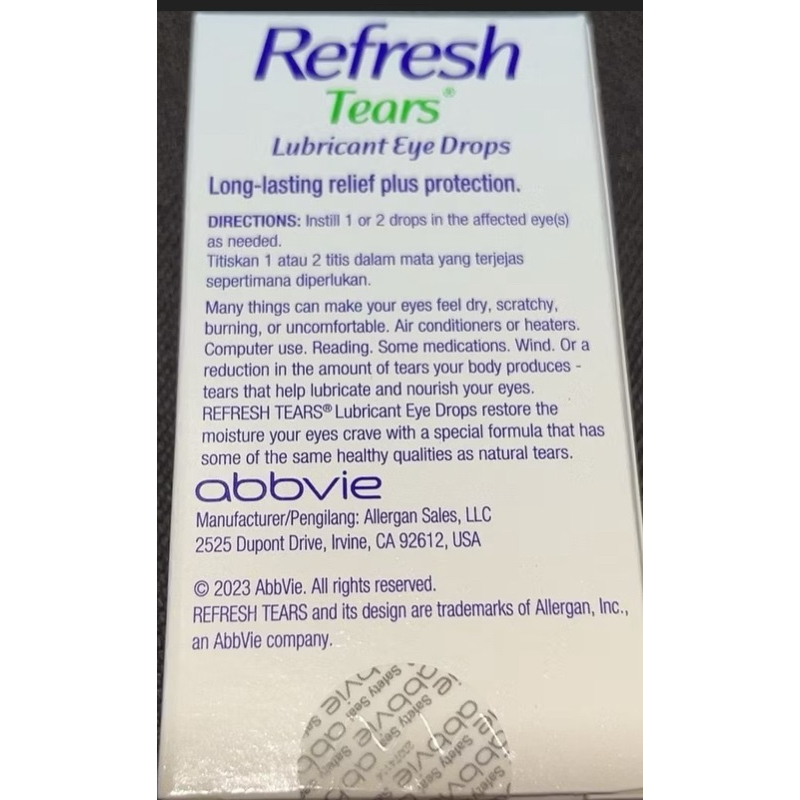 Refresh
Tears®
Lubricant Eye Drops
Long-lasting relief plus protection.
DIRECTIONS: Instill 1 or 2 drops in the affected eye(s)
as needed.
Titiskan 1 atau 2 titis dalam mata yang terjejas
sepertimana diperlukan.
Many things can make your eyes feel dry, scratchy,
burning, or uncomfortable. Air conditioners or heaters.
Computer use. Reading. Some medications. Wind. Or a
reduction in the amount of tears your body produces -
tears that help lubricate and nourish your eyes.
REFRESH TEARS® Lubricant Eye Drops restore the
moisture your eyes crave with a special formula that has
some of the same healthy qualities as natural tears.
abbvie
Manufacturer/Pengilang: Allergan Sales, LLC
2525 Dupont Drive, Irvine, CA 92612, USA
© 2023 AbbVie. All rights reserved.
REFRESH TEARS and its design are trademarks of Allergan, Inc.,
an AbbVie company.
abbvie
Safety Seal